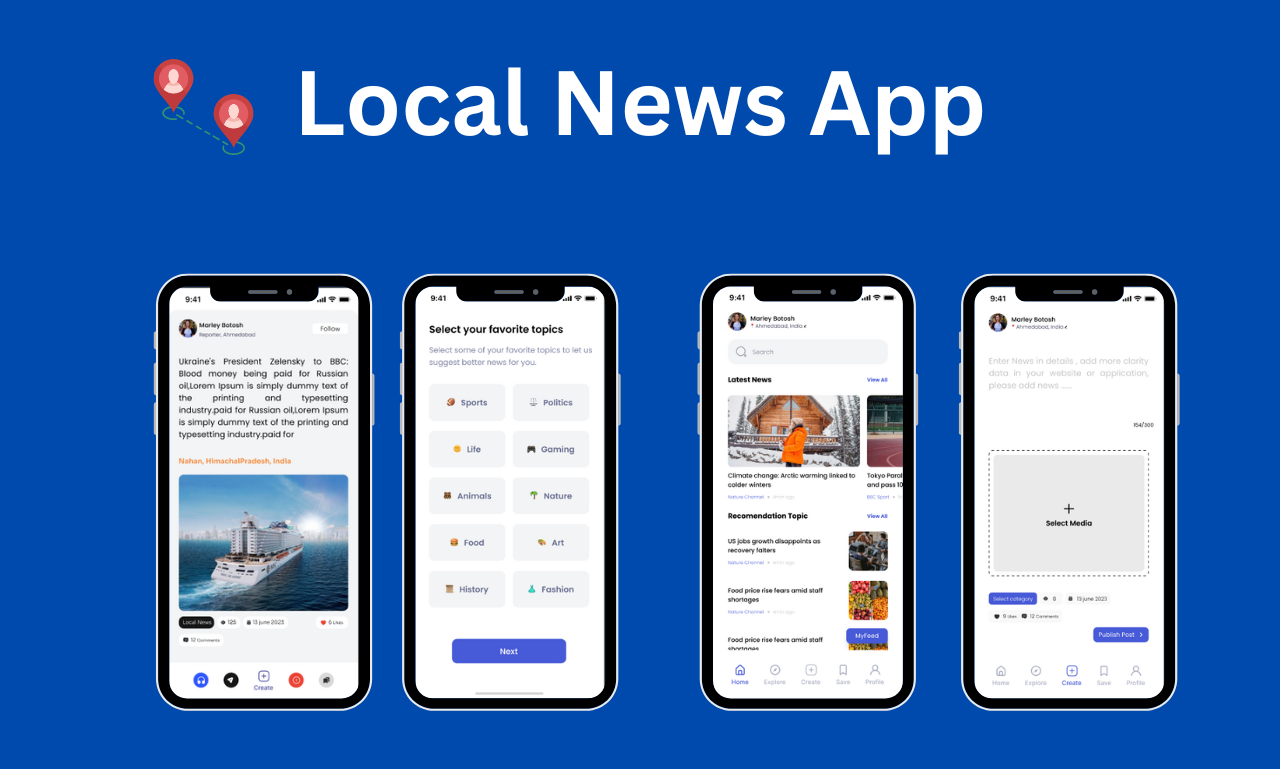 Local News App
9:41
Marley Botosh
Reporter, Ahmedabad
Follow
Ukraine's President Zelensky to BBC:
Blood money being paid for Russian
oil,Lorem Ipsum is simply dummy text of
the printing and typesetting
industry.paid for Russian oil,Lorem Ipsum
is simply dummy text of the printing and
typesetting industry.paid for
Nahan, HimachalPradesh, India
Local News 125 13 june 2023 6 Likes
12 Comments
Create
9:41
Select your favorite topics
Select some of your favorite topics to let us
suggest better news for you.
Sports Politics
Life Gaming
Animals Nature
Food Art
History Fashion
Next
9:41
Marley Botosh
Ahmedabad, India
Search
Latest News View All
Climate change: Arctic warming linked to
colder winters
Nature Channel
Tokyo Paral
and pass 10
BBC Sport
Recomendation Topic View All
US jobs growth disappoints as
recovery falters
Nature Channel
Food price rise fears amid staff
shortages
Nature Channel
Food price rise fears amid staff
shortages
MyFeed
Home Explore Create Save Profile
9:41
Marley Botosh
Ahmedabad, India
Enter News in details , add more clarity
data in your website or application,
please add news ......
154/300
+
Select Media
Select category 0 13 june 2023
9 Likes 12 Comments
Publish Post
Home Explore Create Save Profile